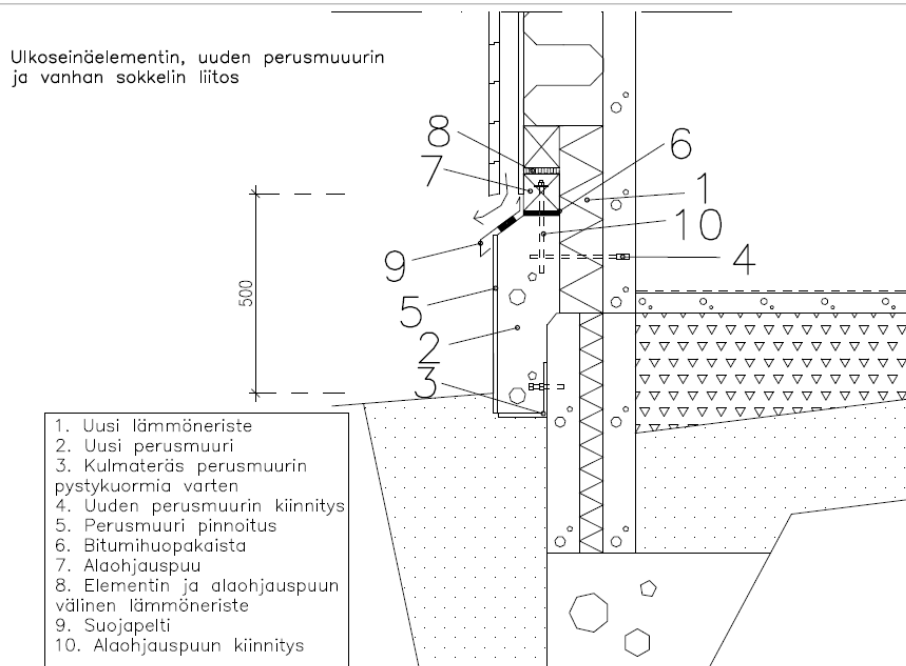 Ulkoseinäelementin, uuden perusmuuurin
ja vanhan sokkelin liitos
8
7
6
1
10
9
4
5
500
2
3
1. Uusi lämmöneriste
2. Uusi perusmuuri
3. Kulmateräs perusmuurin
pystykuormia varten
4. Uuden perusmuurin kiinnitys
5. Perusmuuri pinnoitus
6. Bitumihuopakaista
7. Alaohjauspuu
8. Elementin ja alaohjauspuun
välinen lämmöneriste
9. Suojapelti
10. Alaohjauspuun kiinnitys